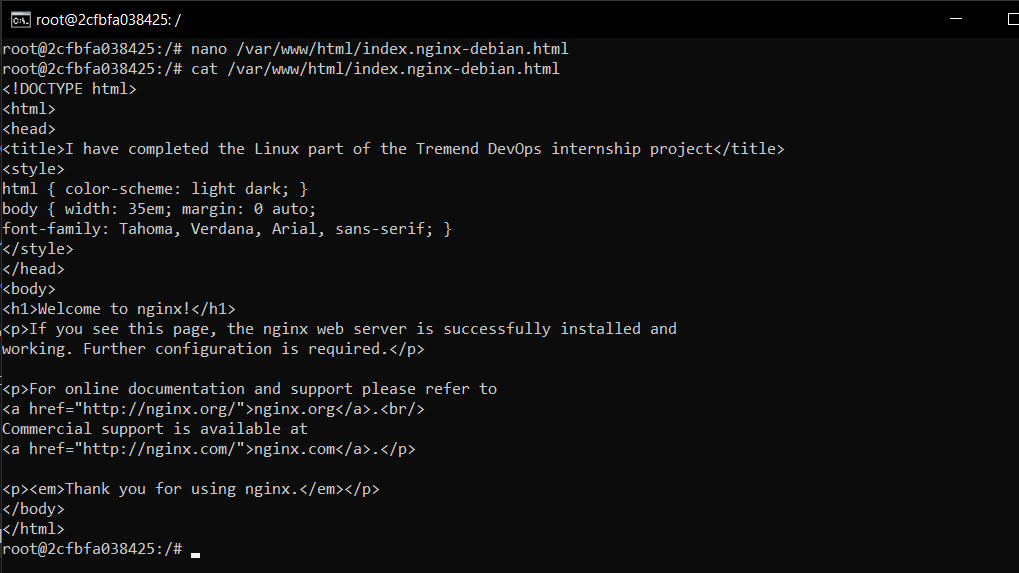 root@2cfbfa038425: /
root@2cfbfa038425:/# nano /var/www/html/index.nginx-debian.html
root@2cfbfa038425:/# cat /var/www/html/index.nginx-debian.html
<!DOCTYPE html>
<html>
<head>
<title>I have completed the Linux part of the Tremend DevOps internship project</title>
<style>
html { color-scheme: light dark; }
body { width: 35em; margin: 0 auto;
font-family: Tahoma, Verdana, Arial, sans-serif; }
</style>
</head>
<body>
<h1>Welcome to nginx!</h1>
<p>If you see this page, the nginx web server is successfully installed and
working. Further configuration is required.</p>

<p>For online documentation and support please refer to
<a href="http://nginx.org/">nginx.org</a>.<br/>
Commercial support is available at
<a href="http://nginx.com/">nginx.com</a>.</p>

<p><em>Thank you for using nginx.</em></p>
</body>
</html>
root@2cfbfa038425:/#